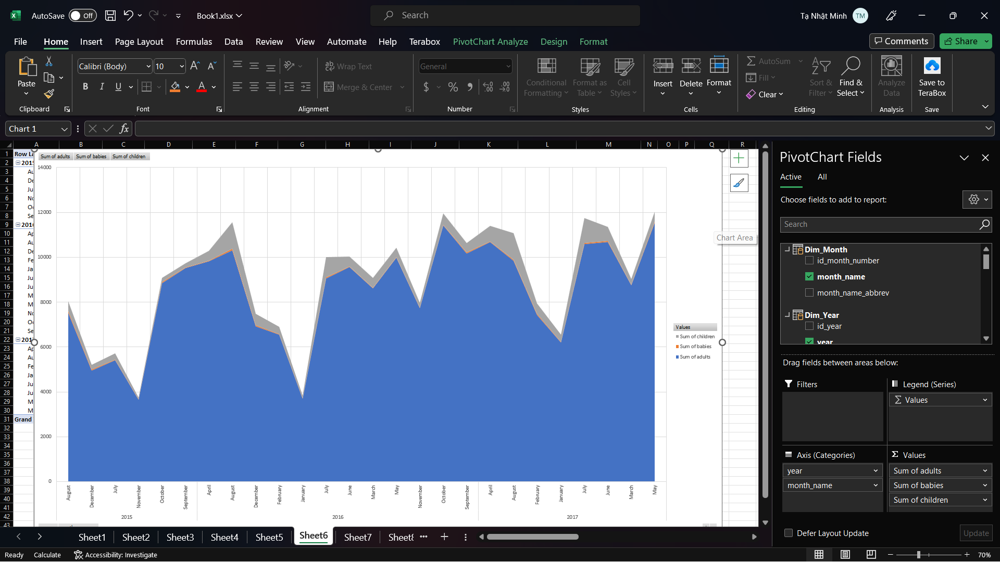 AutoSave Off Book1.xlsx Search Tạ Nhật Minh TM
File Home Insert Page Layout Formulas Data Review View Automate Help Terabox PivotChart Analyze Design Format Comments Share
Paste
Clipboard
Calibri (Body) 10
B I U
Font
ab Wrap Text
Merge & Center
Alignment
General
$ % 9 .00
Number
Conditional Formatting
Format as Table
Cell Styles
Styles
Insert Delete Format
Cells
AutoSum
Fill
Clear
Sort & Filter
Find & Select
Editing
Analyze Data
Analysis
Save to TeraBox
Save
Chart 1 fx
A B C D E F G H I J K L M N O P Q R
1 Row La
2 2015
3 Au
4 De
5 Ju
6 No
7 Oc
8 Se
9 2016
10 Ap
11 Au
12 De
13 Fe
14 Ja
15 Ju
16 Ju
17 M
18 M
19 No
20 Oc
21 Se
22 2017
23 Ap
24 Au
25 Fe
26 Ja
27 Ju
28 Ju
29 M
30 M
31 Grand
32
33
34
35
36
37
38
39
40
41
42
43
Sum of adults Sum of babies Sum of children
14000
12000
10000
8000
6000
4000
2000
0
August December July November October September April August December February January July June March May November October September April August February January July June March May
2015 2016 2017
Values
Sum of children
Sum of babies
Sum of adults
Chart Area
PivotChart Fields
Active All
Choose fields to add to report:
Search
Dim_Month
id_month_number
month_name
month_name_abbrev
Dim_Year
id_year
year
Drag fields between areas below:
Filters
Legend (Series)
Σ Values
Axis (Categories)
year
month_name
Σ Values
Sum of adults
Sum of babies
Sum of children
Defer Layout Update Update
Sheet1 Sheet2 Sheet3 Sheet4 Sheet5 Sheet6 Sheet7 Sheet8
Ready Calculate Accessibility: Investigate 70%